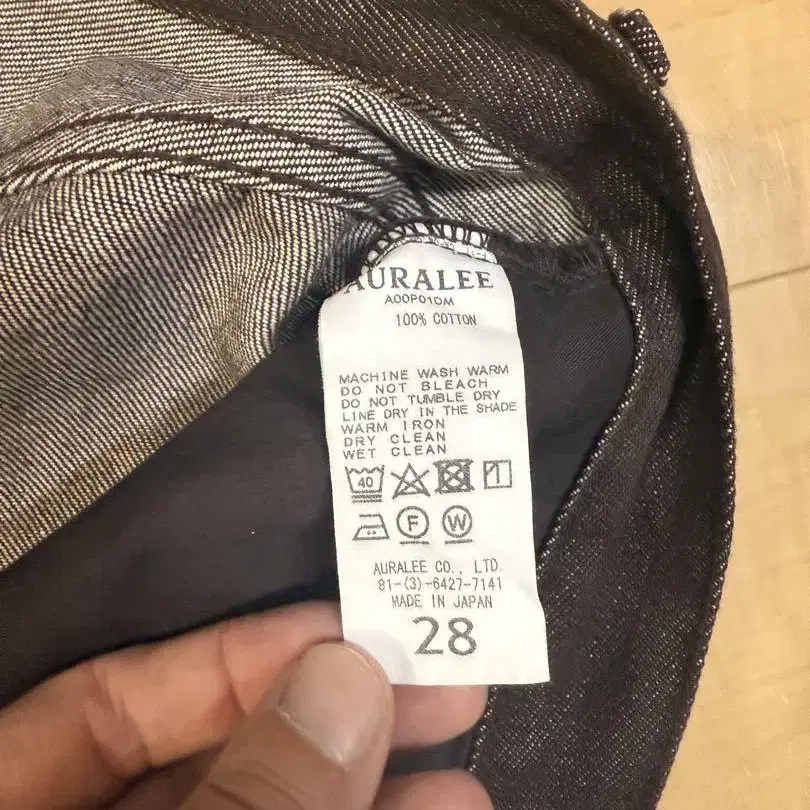 AURALEE
A00P01DM
100% COTTON
MACHINE WASH WARM
DO NOT BLEACH
DO NOT TUMBLE DRY
LINE DRY IN THE SHADE
WARM IRON
DRY CLEAN
WET CLEAN
40
F W
AURALEE CO., LTD.
81-(3)-6427-7141
MADE IN JAPAN
28